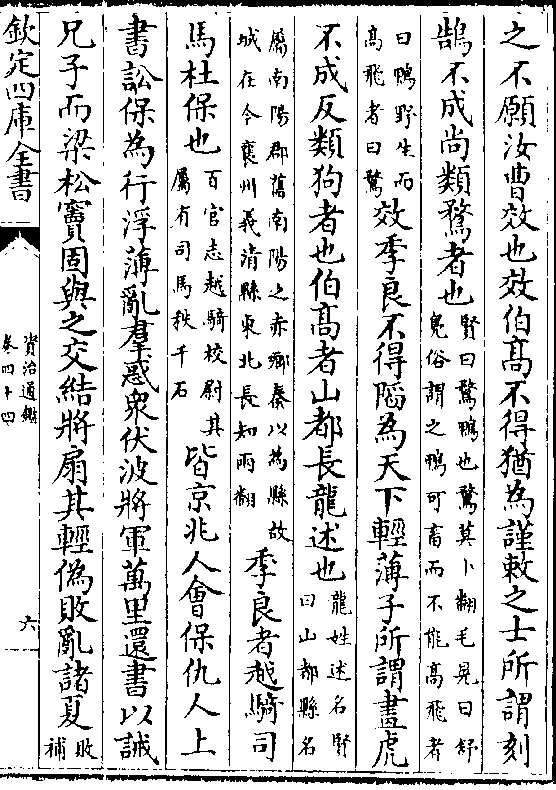 之不願汝曹效也效伯髙不得猶為謹敕之士所謂刻
鵠不成尚類鶩者也賢曰鶩鴨也鶩莫卜翻毛晃曰舒
鳬俗謂之鴨可畜而不能髙飛者
曰鴨野生而
髙飛者曰鶩效季良不得陷為天下輕薄子所謂畫虎
不成反類狗者也伯髙者山都長龍述也龍姓述名賢
曰山都縣名
屬南陽郡舊南陽之赤鄉秦以為縣故
城在今襄州義清縣東北長知兩翻季良者越騎司
馬杜保也百官志越騎校尉其
屬有司馬秩千石皆京兆人會保仇人上
書訟保為行浮薄亂羣惑衆伏波將軍萬里還書以誡
兄子而梁松竇固與之交結將扇其輕偽敗亂諸夏敗
補
欽定四庫全書
資治通鑑
卷四十四
六